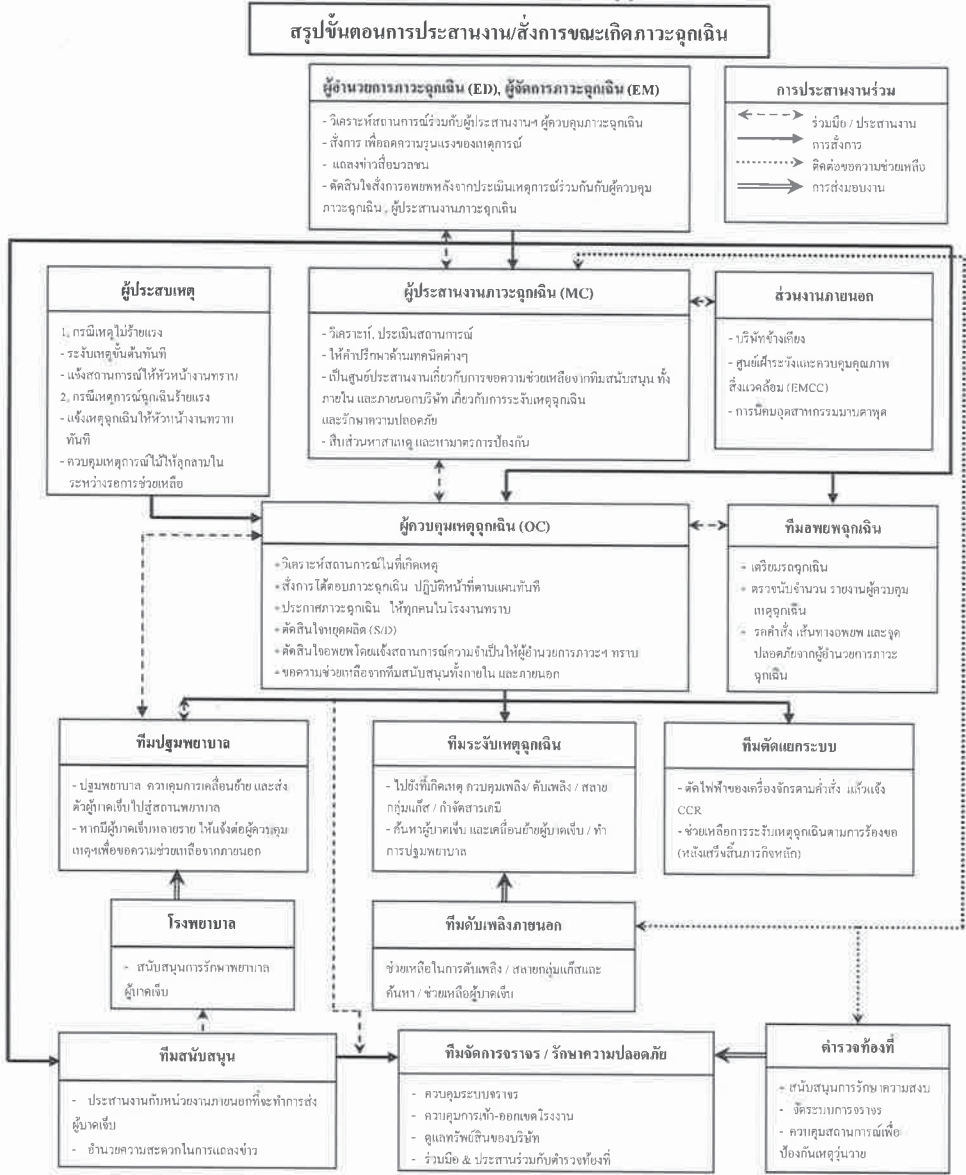 สรุปขั้นตอนการประสานงาน/สั่งการขณะเกิดภาวะฉุกเฉิน
ผู้อำนวยการภาวะฉุกเฉิน (ED), ผู้จัดการภาวะฉุกเฉิน (EM)
- วิเคราะห์สถานการณ์ร่วมกับผู้ประสานงานฯ ผู้ควบคุมภาวะฉุกเฉิน
- สั่งการ เพื่อลดความรุนแรงของเหตุการณ์
- แถลงข่าวสื่อมวลชน
- ตัดสินใจสั่งการอพยพหลังจากประเมินเหตุการณ์ร่วมกันกับผู้ควบคุม
ภาวะฉุกเฉิน , ผู้ประสานงานภาวะฉุกเฉิน
การประสานงานร่วม
ร่วมมือ / ประสานงาน
การสั่งการ
ติดต่อขอความช่วยเหลือ
การส่งมอบงาน
ผู้ประสบเหตุ
1. กรณีเหตุไม่ร้ายแรง
- ระงับเหตุขั้นต้นทันที
- แจ้งสถานการณ์ให้หัวหน้างานทราบ
2. กรณีเหตุการณ์ฉุกเฉินร้ายแรง
- แจ้งเหตุฉุกเฉินให้หัวหน้างานทราบ
ทันที
- ควบคุมเหตุการณ์ไม่ให้ลุกลามใน
ระหว่างรอการช่วยเหลือ
ผู้ประสานงานภาวะฉุกเฉิน (MC)
- วิเคราะห์, ประเมินสถานการณ์
- ให้คำปรึกษาด้านเทคนิคต่างๆ
- เป็นศูนย์ประสานงานเกี่ยวกับการขอความช่วยเหลือจากทีมสนับสนุน ทั้ง
ภายใน และภายนอกบริษัท เกี่ยวกับการระงับเหตุฉุกเฉิน
และรักษาความปลอดภัย
- สืบส่วนหาสาเหตุ และหามาตรการป้องกัน
ส่วนงานภายนอก
- บริษัทข้างเคียง
- ศูนย์เฝ้าระวังและควบคุมคุณภาพ
สิ่งแวดล้อม (EMCC)
- การนิคมอุตสาหกรรมมาบตาพุด
ผู้ควบคุมเหตุฉุกเฉิน (OC)
- วิเคราะห์สถานการณ์ในที่เกิดเหตุ
- สั่งการโต้ตอบภาวะฉุกเฉิน ปฏิบัติหน้าที่ตามแผนทันที
- ประกาศภาวะฉุกเฉิน ให้ทุกคนในโรงงานทราบ
- ตัดสินใจหยุดผลิต (S/D)
- ตัดสินใจอพยพโดยแจ้งสถานการณ์ความจำเป็นให้ผู้อำนวยการภาวะฯ ทราบ
- ขอความช่วยเหลือจากทีมสนับสนุนทั้งภายใน และภายนอก
ทีมอพยพฉุกเฉิน
- เตรียมรถฉุกเฉิน
- ตรวจนับจำนวน รายงานผู้ควบคุม
เหตุฉุกเฉิน
- รอคำสั่ง เส้นทางอพยพ และจุด
ปลอดภัยจากผู้อำนวยการภาวะ
ฉุกเฉิน
ทีมปฐมพยาบาล
- ปฐมพยาบาล ควบคุมการเคลื่อนย้าย และส่ง
ตัวผู้บาดเจ็บไปสู่สถานพยาบาล
- หากมีผู้บาดเจ็บหลายราย ให้แจ้งต่อผู้ควบคุม
เหตุฯเพื่อขอความช่วยเหลือจากภายนอก
ทีมระงับเหตุฉุกเฉิน
- ไปยังที่เกิดเหตุ ควบคุมเพลิง/ ดับเพลิง / สลาย
กลุ่มแก๊ส / กำจัดสารเคมี
- ค้นหาผู้บาดเจ็บ และเคลื่อนย้ายผู้บาดเจ็บ / ทำ
การปฐมพยาบาล
ทีมตัดแยกระบบ
- ตัดไฟฟ้าของเครื่องจักรตามคำสั่ง แล้วแจ้ง
CCR
- ช่วยเหลือการระงับเหตุฉุกเฉินตามการร้องขอ
(หลังเสร็จสิ้นภารกิจหลัก)
โรงพยาบาล
- สนับสนุนการรักษาพยาบาล
ผู้บาดเจ็บ
ทีมดับเพลิงภายนอก
ช่วยเหลือในการดับเพลิง / สลายกลุ่มแก๊สและ
ค้นหา / ช่วยเหลือผู้บาดเจ็บ
ทีมสนับสนุน
- ประสานงานกับหน่วยงานภายนอกที่จะทำการส่ง
ผู้บาดเจ็บ
- อำนวยความสะดวกในการแถลงข่าว
ทีมจัดการจราจร / รักษาความปลอดภัย
- ควบคุมระบบจราจร
- ควบคุมการเข้า-ออกเขตโรงงาน
- ดูแลทรัพย์สินของบริษัท
- ร่วมมือ & ประสานร่วมกับตำรวจท้องที่
ตำรวจท้องที่
- สนับสนุนการรักษาความสงบ
- จัดระบบการจราจร
- ควบคุมสถานการณ์เพื่อ
ป้องกันเหตุวุ่นวาย